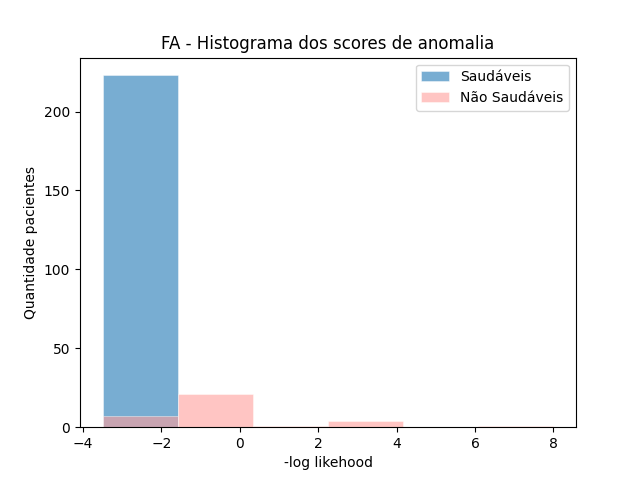 FA - Histograma dos scores de anomalia
Saudáveis
Não Saudáveis
Quantidade pacientes
200
150
100
50
0
−4 −2 0 2 4 6 8
-log likehood